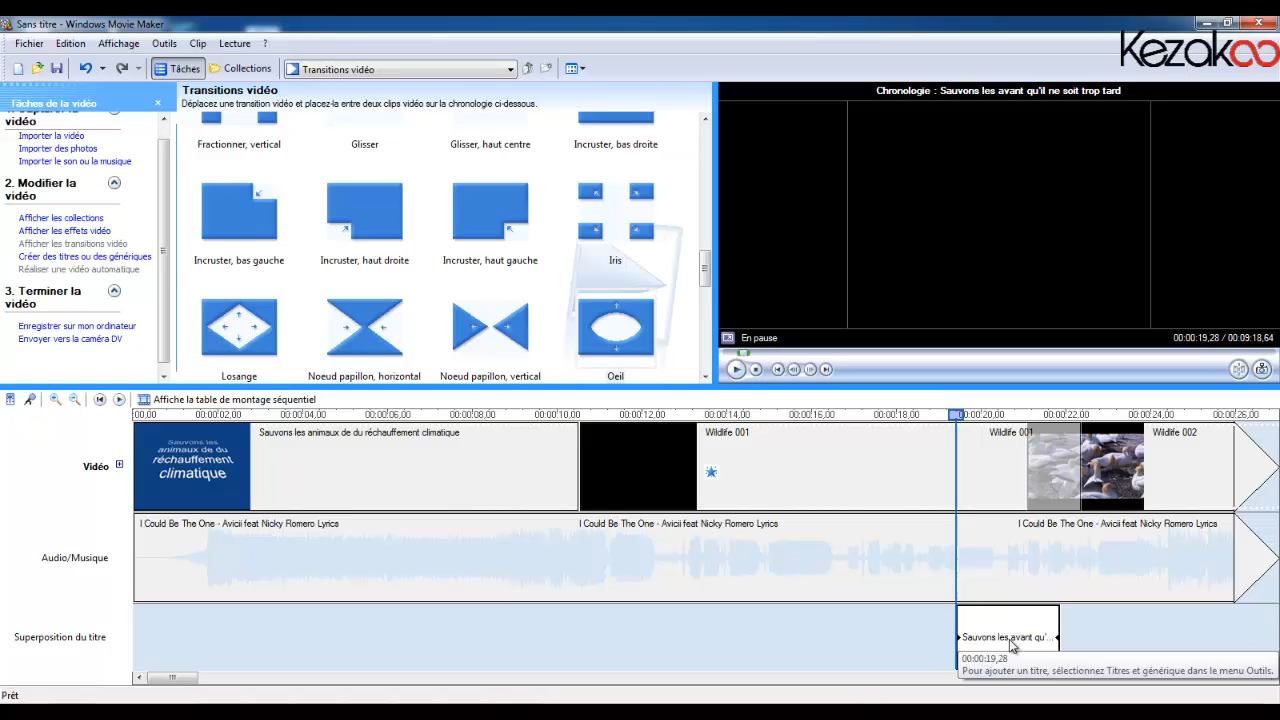 Sans titre - Windows Movie Maker
Fichier Edition Affichage Outils Clip Lecture ?
Kezakoo
Tâches Collections Transitions vidéo
Tâches de la vidéo
vidéo
Importer la vidéo
Importer des photos
Importer le son ou la musique
2. Modifier la
vidéo
Afficher les collections
Afficher les effets vidéo
Afficher les transitions vidéo
Créer des titres ou des génériques
Réaliser une vidéo automatique
3. Terminer la
vidéo
Enregistrer sur mon ordinateur
Envoyer vers la caméra DV
Transitions vidéo
Déplacez une transition vidéo et placez-la entre deux clips vidéo sur la chronologie ci-dessous.
Fractionner, vertical Glisser Glisser, haut centre Incruster, bas droite
Incruster, bas gauche Incruster, haut droite Incruster, haut gauche Iris
Losange Noeud papillon, horizontal Noeud papillon, vertical Oeil
Chronologie : Sauvons les avant qu'il ne soit trop tard
En pause 00:00:19,28 / 00:09:18,64
Affiche la table de montage séquentiel
00,00 00:00:02,00 00:00:04,00 00:00:06,00 00:00:08,00 00:00:10,00 00:00:12,00 00:00:14,00 00:00:16,00 00:00:18,00 00:00:20,00 00:00:22,00 00:00:24,00 00:00:26,00
Vidéo
Sauvons les
animaux de du
réchauffement
climatique
Sauvons les animaux de du réchauffement climatique
Wildlife 001 Wildlife 001 Wildlife 002
Audio/Musique
I Could Be The One - Avicii feat Nicky Romero Lyrics I Could Be The One - Avicii feat Nicky Romero Lyrics I Could Be The One - Avicii feat Nicky Romero Lyrics
Superposition du titre
Sauvons les avant qu'...
00:00:19,28
Pour ajouter un titre, sélectionnez Titres et générique dans le menu Outils.
Prêt